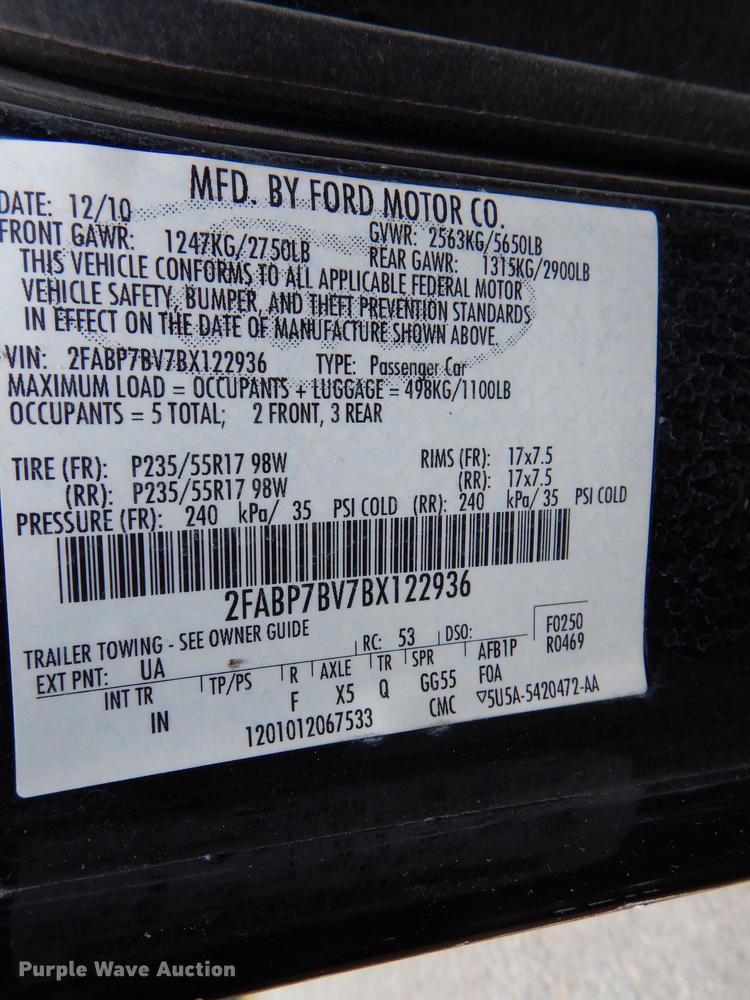 MFD. BY FORD MOTOR CO.
DATE: 12/10
GVWR: 2563KG/5650LB
FRONT GAWR: 1247KG/2750LB
REAR GAWR: 1315KG/2900LB
THIS VEHICLE CONFORMS TO ALL APPLICABLE FEDERAL MOTOR
VEHICLE SAFETY, BUMPER, AND THEFT PREVENTION STANDARDS
IN EFFECT ON THE DATE OF MANUFACTURE SHOWN ABOVE.
VIN: 2FABP7BV7BX122936 TYPE: Passenger Car
MAXIMUM LOAD = OCCUPANTS + LUGGAGE = 498KG/1100LB
OCCUPANTS = 5 TOTAL; 2 FRONT, 3 REAR
TIRE (FR): P235/55R17 98W RIMS (FR): 17x7.5
(RR): P235/55R17 98W (RR): 17x7.5
PRESSURE (FR): 240 kPa/ 35 PSI COLD (RR): 240 kPa/ 35 PSI COLD
2FABP7BV7BX122936
TRAILER TOWING - SEE OWNER GUIDE
F0250
EXT PNT: UA RC: 53 DSO: R0469
INT TR TP/PS R AXLE TR SPR AFB1P
IN F X5 Q GG55 F0A
1201012067533 CMC ▽5U5A-5420472-AA
Purple Wave Auction